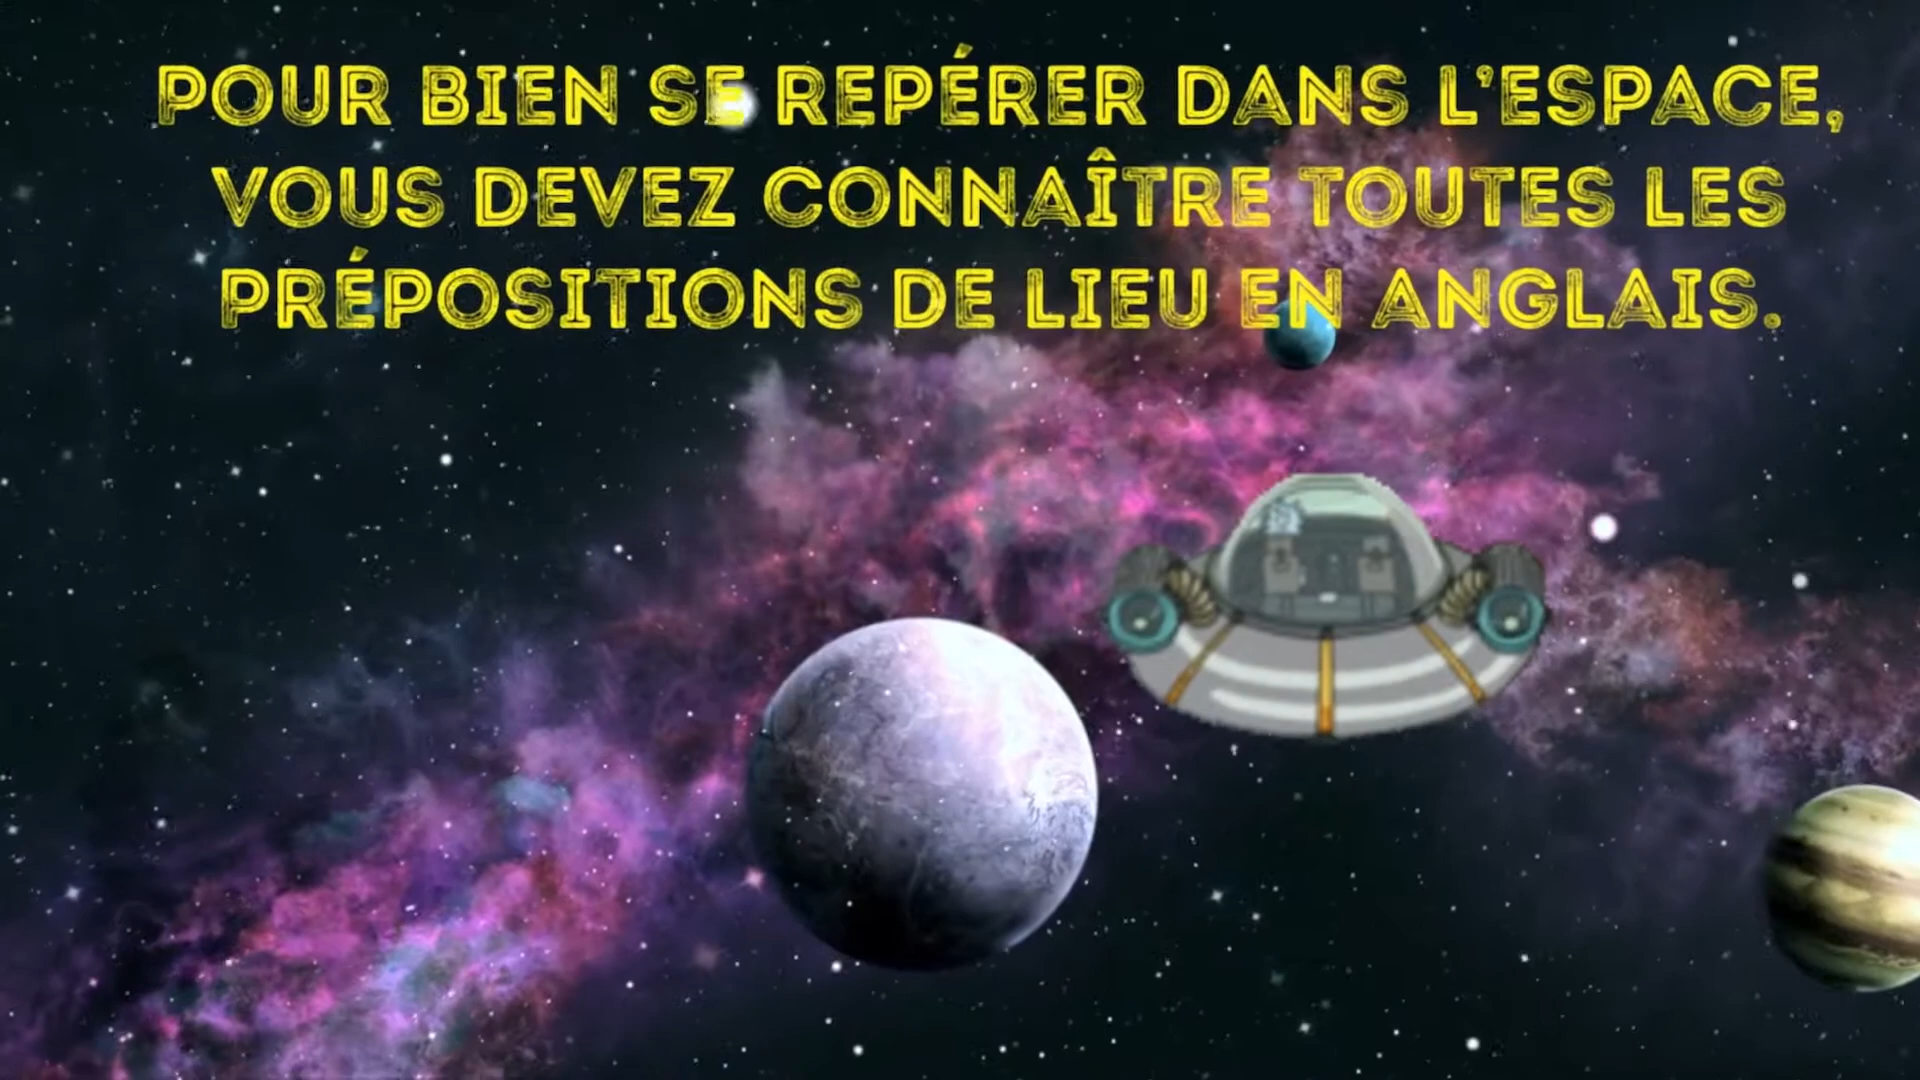 POUR BIEN SE REPÉRER DANS L'ESPACE,
VOUS DEVEZ CONNAÎTRE TOUTES LES
PRÉPOSITIONS DE LIEU EN ANGLAIS.